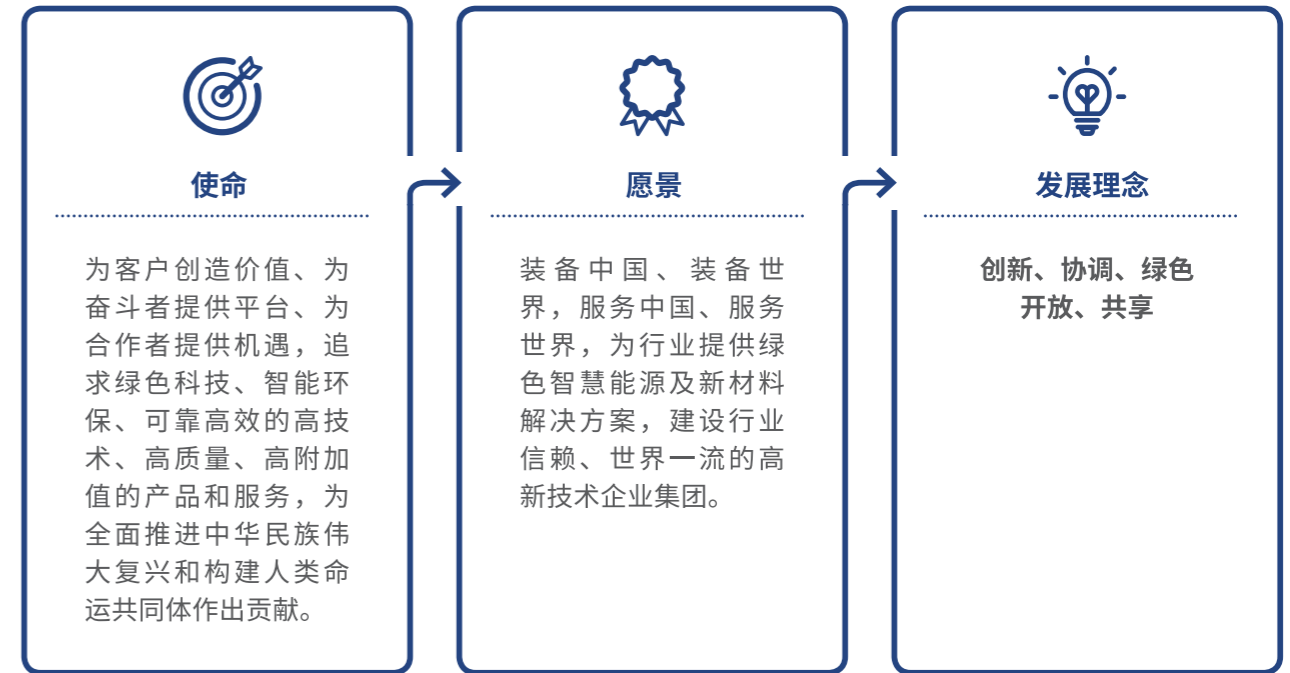 使命
为客户创造价值、为
奋斗者提供平台、为
合作者提供机遇，追
求绿色科技、智能环
保、可靠高效的高技
术、高质量、高附加
值的产品和服务，为
全面推进中华民族伟
大复兴和构建人类命
运共同体作出贡献。
愿景
装备中国、装备世
界，服务中国、服务
世界，为行业提供绿
色智慧能源及新材料
解决方案，建设行业
信赖、世界一流的高
新技术企业集团。
发展理念
创新、协调、绿色
开放、共享